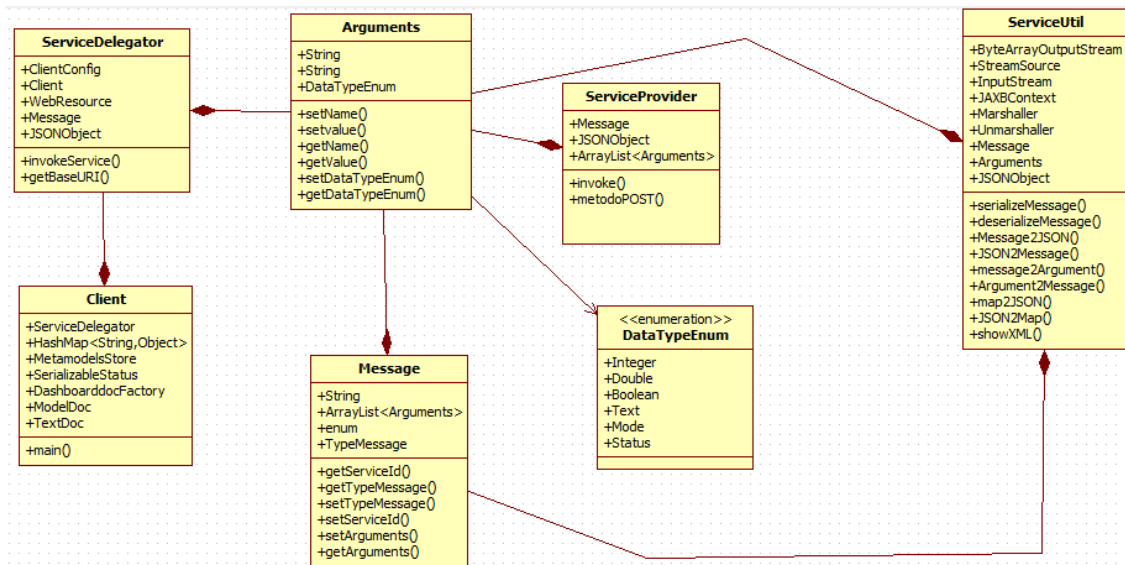 ServiceDelegator
+ClientConfig
+Client
+WebResource
+Message
+JSONObject
+invokeService()
+getBaseURI()
Arguments
+String
+String
+DataTypeEnum
+setName()
+setvalue()
+getName()
+getValue()
+setDataTypeEnum()
+getDataTypeEnum()
ServiceProvider
+Message
+JSONObject
+ArrayList<Arguments>
+invoke()
+metodoPOST()
ServiceUtil
+ByteArrayOutputStream
+StreamSource
+InputStream
+JAXBContext
+Marshaller
+Unmarshaller
+Message
+Arguments
+JSONObject
+serializeMessage()
+deserializeMessage()
+Message2JSON()
+JSON2Message()
+message2Argument()
+Argument2Message()
+map2JSON()
+JSON2Map()
+showXML()
Client
+ServiceDelegator
+HashMap<String,Object>
+MetamodelsStore
+SerializableStatus
+DashboarddocFactory
+ModelDoc
+TextDoc
+main()
Message
+String
+ArrayList<Arguments>
+enum
+TypeMessage
+getServiceId()
+getTypeMessage()
+setTypeMessage()
+setServiceId()
+setArguments()
+getArguments()
<<enumeration>>
DataTypeEnum
+Integer
+Double
+Boolean
+Text
+Mode
+Status